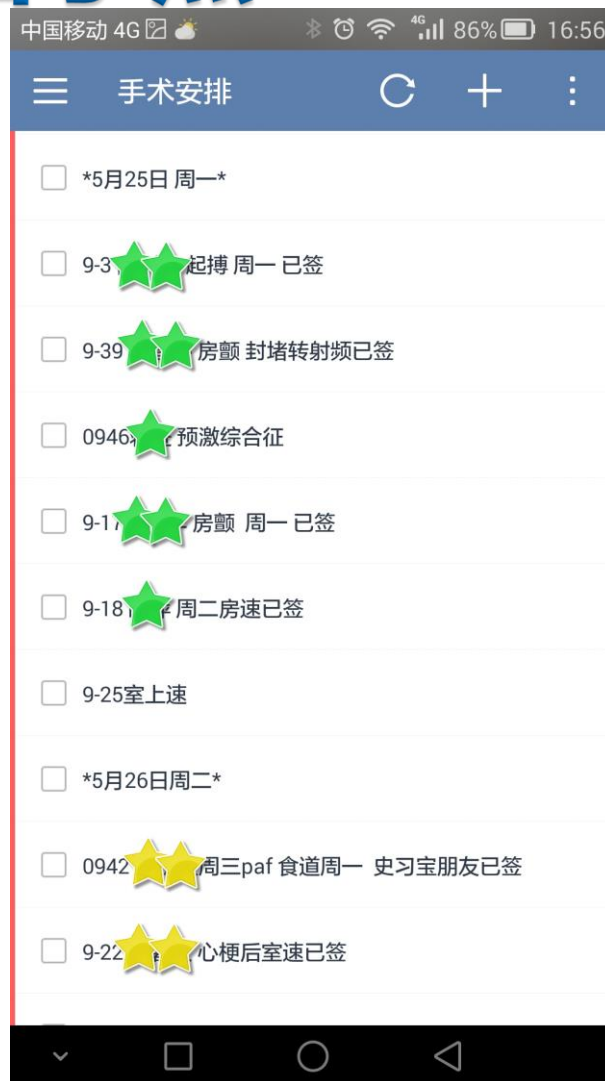 中国移动 4G 86% 16:56
手术安排
*5月25日 周一*
9-3 起搏 周一 已签
9-39 房颤 封堵转射频已签
0946 预激综合征
9-17 房颤 周一 已签
9-18 周二房速已签
9-25室上速
*5月26日周二*
0942 周三paf 食道周一 史习宝朋友已签
9-22 心梗后室速已签